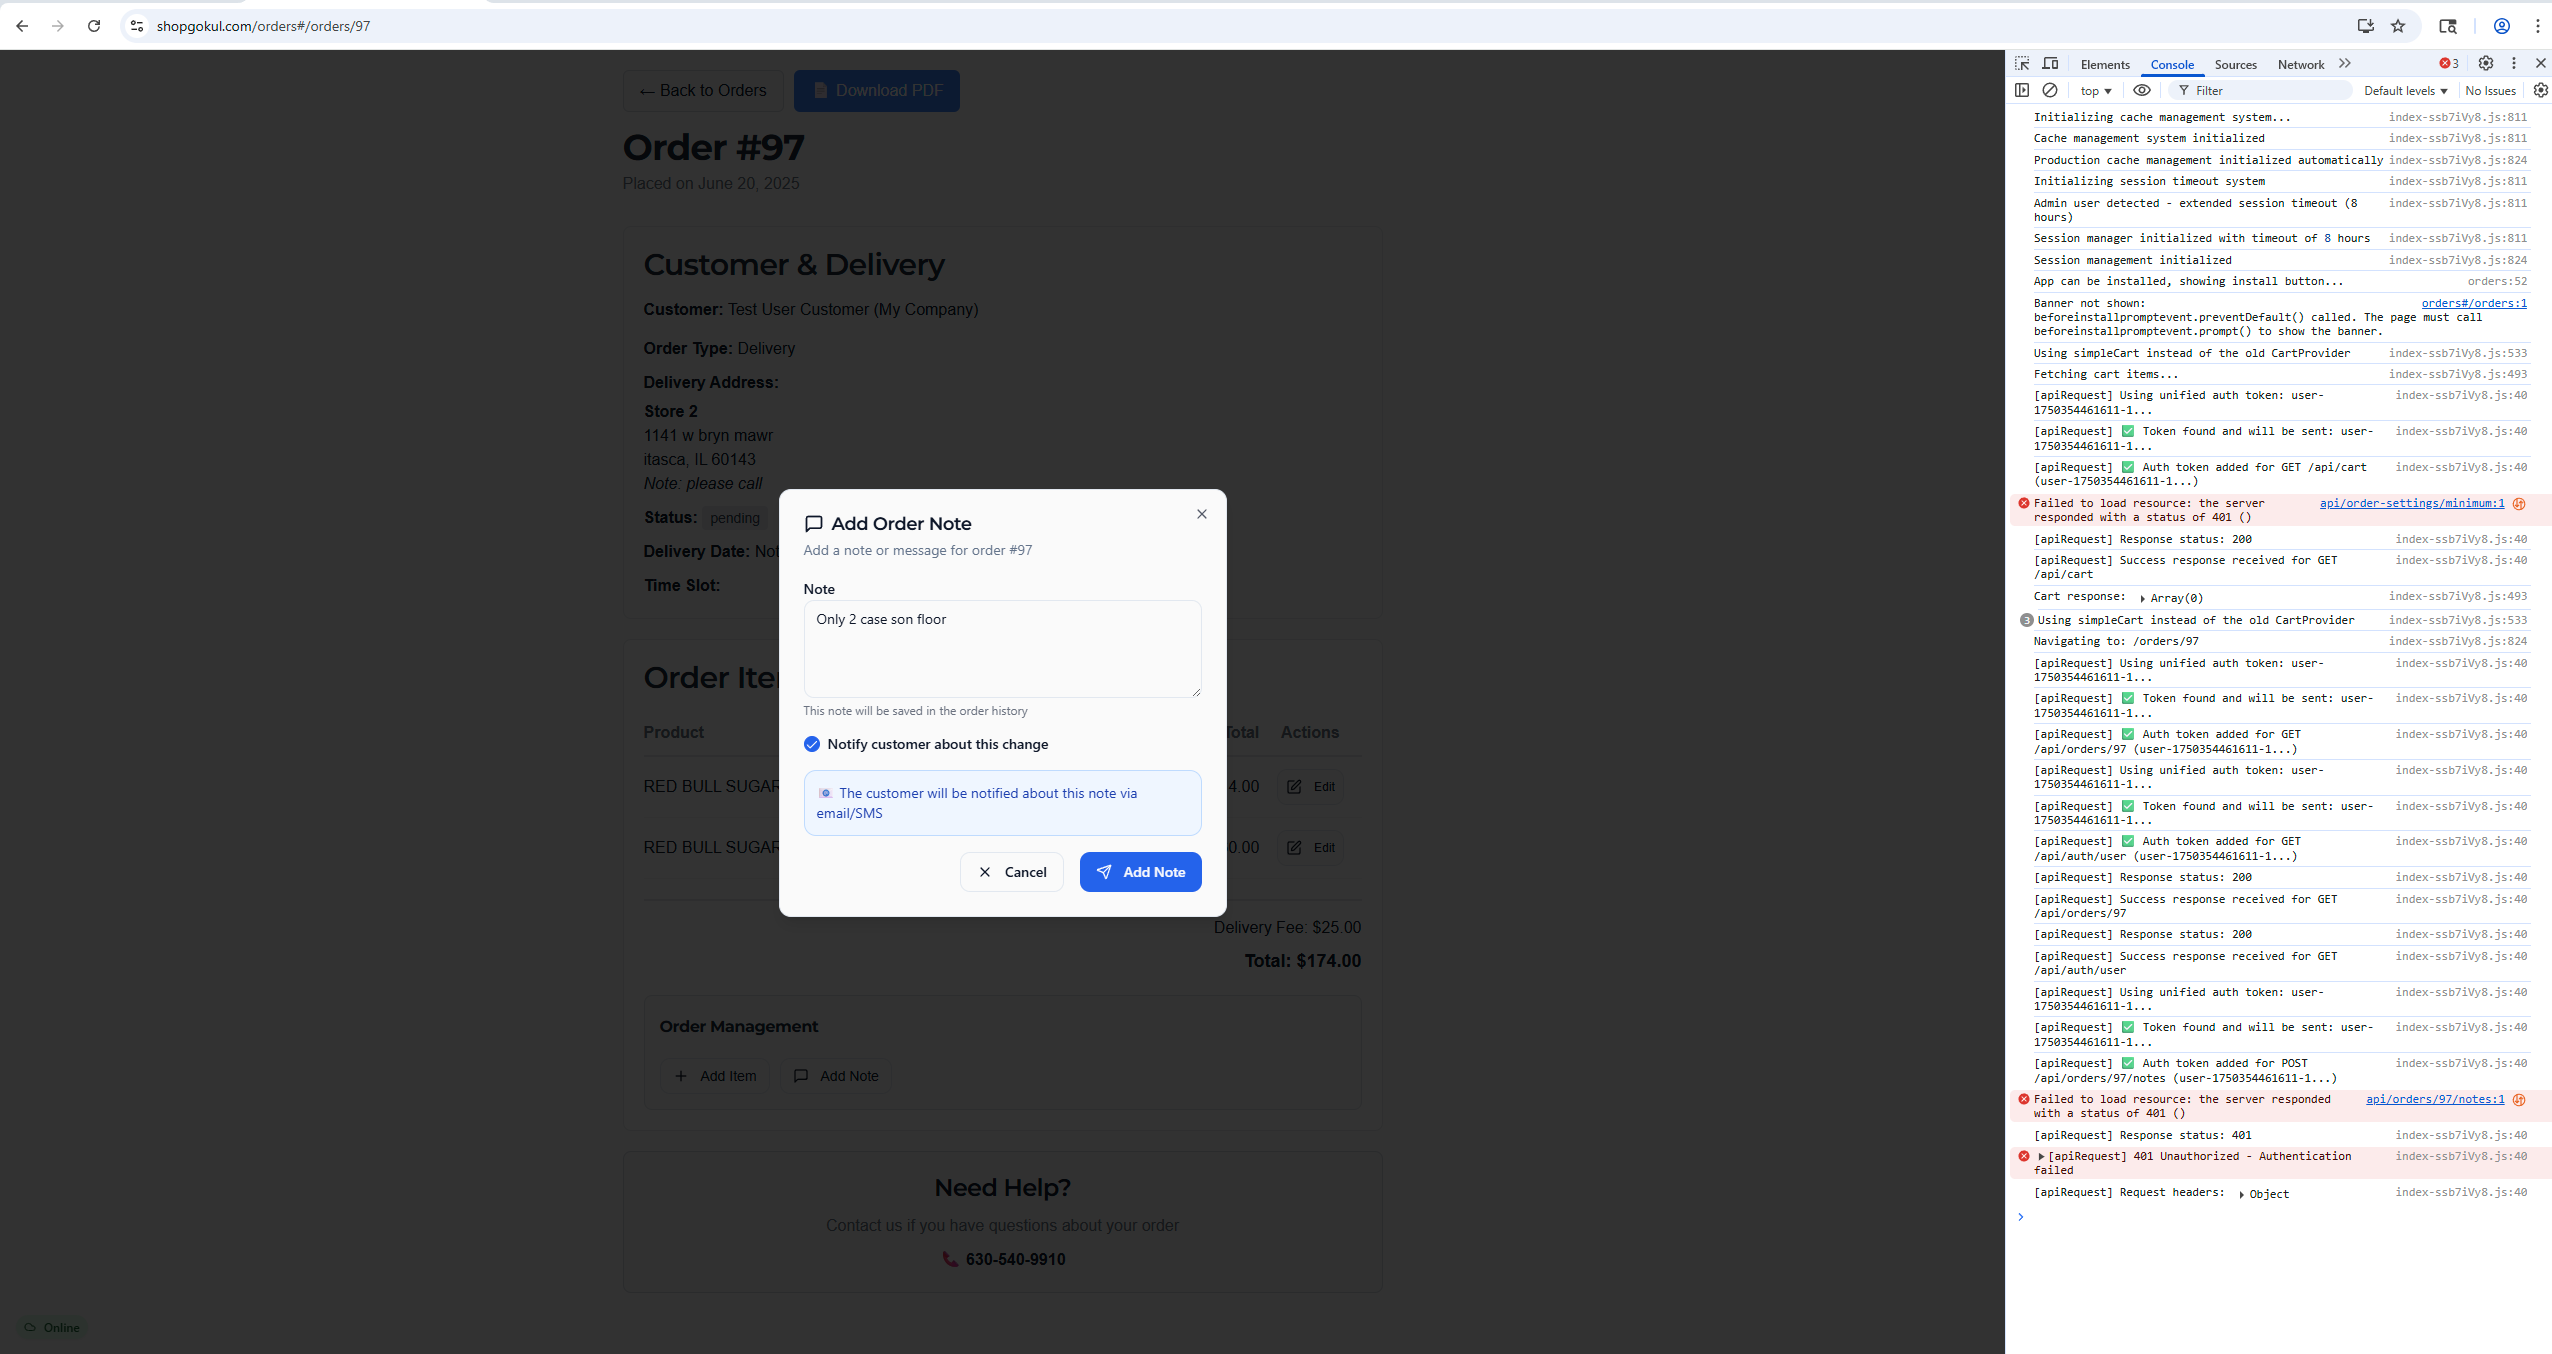 shopgokul.com/orders#/orders/97
← Back to Orders
Download PDF
Order #97
Placed on June 20, 2025
Customer & Delivery
Customer: Test User Customer (My Company)
Order Type: Delivery
Delivery Address:
Store 2
1141 w bryn mawr
itasca, IL 60143
Note: please call
Status: pending
Delivery Date: No
Time Slot:
Order Ite
Product
Total Actions
RED BULL SUGAR
4.00 Edit
RED BULL SUGAR
0.00 Edit
Delivery Fee: $25.00
Total: $174.00
Order Management
+ Add Item
Add Note
Need Help?
Contact us if you have questions about your order
630-540-9910
Online
Add Order Note
Add a note or message for order #97
Note
Only 2 case son floor
This note will be saved in the order history
Notify customer about this change
The customer will be notified about this note via
email/SMS
Cancel
Add Note
Elements Console Sources Network 3
top Filter Default levels No Issues
Initializing cache management system... index-ssb7iVy8.js:811
Cache management system initialized index-ssb7iVy8.js:811
Production cache management initialized automatically index-ssb7iVy8.js:824
Initializing session timeout system index-ssb7iVy8.js:811
Admin user detected - extended session timeout (8 index-ssb7iVy8.js:811
hours)
Session manager initialized with timeout of 8 hours index-ssb7iVy8.js:811
Session management initialized index-ssb7iVy8.js:824
App can be installed, showing install button... orders:52
Banner not shown: orders#/orders:1
beforeinstallpromptevent.preventDefault() called. The page must call
beforeinstallpromptevent.prompt() to show the banner.
Using simpleCart instead of the old CartProvider index-ssb7iVy8.js:533
Fetching cart items... index-ssb7iVy8.js:493
[apiRequest] Using unified auth token: user- index-ssb7iVy8.js:40
1750354461611-1...
[apiRequest] ✅ Token found and will be sent: user- index-ssb7iVy8.js:40
1750354461611-1...
[apiRequest] ✅ Auth token added for GET /api/cart index-ssb7iVy8.js:40
(user-1750354461611-1...)
Failed to load resource: the server api/order-settings/minimum:1
responded with a status of 401 ()
[apiRequest] Response status: 200 index-ssb7iVy8.js:40
[apiRequest] Success response received for GET index-ssb7iVy8.js:40
/api/cart
Cart response: Array(0) index-ssb7iVy8.js:493
3 Using simpleCart instead of the old CartProvider index-ssb7iVy8.js:533
Navigating to: /orders/97 index-ssb7iVy8.js:824
[apiRequest] Using unified auth token: user- index-ssb7iVy8.js:40
1750354461611-1...
[apiRequest] ✅ Token found and will be sent: user- index-ssb7iVy8.js:40
1750354461611-1...
[apiRequest] ✅ Auth token added for GET index-ssb7iVy8.js:40
/api/orders/97 (user-1750354461611-1...)
[apiRequest] Using unified auth token: user- index-ssb7iVy8.js:40
1750354461611-1...
[apiRequest] ✅ Token found and will be sent: user- index-ssb7iVy8.js:40
1750354461611-1...
[apiRequest] ✅ Auth token added for GET index-ssb7iVy8.js:40
/api/auth/user (user-1750354461611-1...)
[apiRequest] Response status: 200 index-ssb7iVy8.js:40
[apiRequest] Success response received for GET index-ssb7iVy8.js:40
/api/orders/97
[apiRequest] Response status: 200 index-ssb7iVy8.js:40
[apiRequest] Success response received for GET index-ssb7iVy8.js:40
/api/auth/user
[apiRequest] Using unified auth token: user- index-ssb7iVy8.js:40
1750354461611-1...
[apiRequest] ✅ Token found and will be sent: user- index-ssb7iVy8.js:40
1750354461611-1...
[apiRequest] ✅ Auth token added for POST index-ssb7iVy8.js:40
/api/orders/97/notes (user-1750354461611-1...)
Failed to load resource: the server responded api/orders/97/notes:1
with a status of 401 ()
[apiRequest] Response status: 401 index-ssb7iVy8.js:40
[apiRequest] 401 Unauthorized - Authentication index-ssb7iVy8.js:40
failed
[apiRequest] Request headers: Object index-ssb7iVy8.js:40